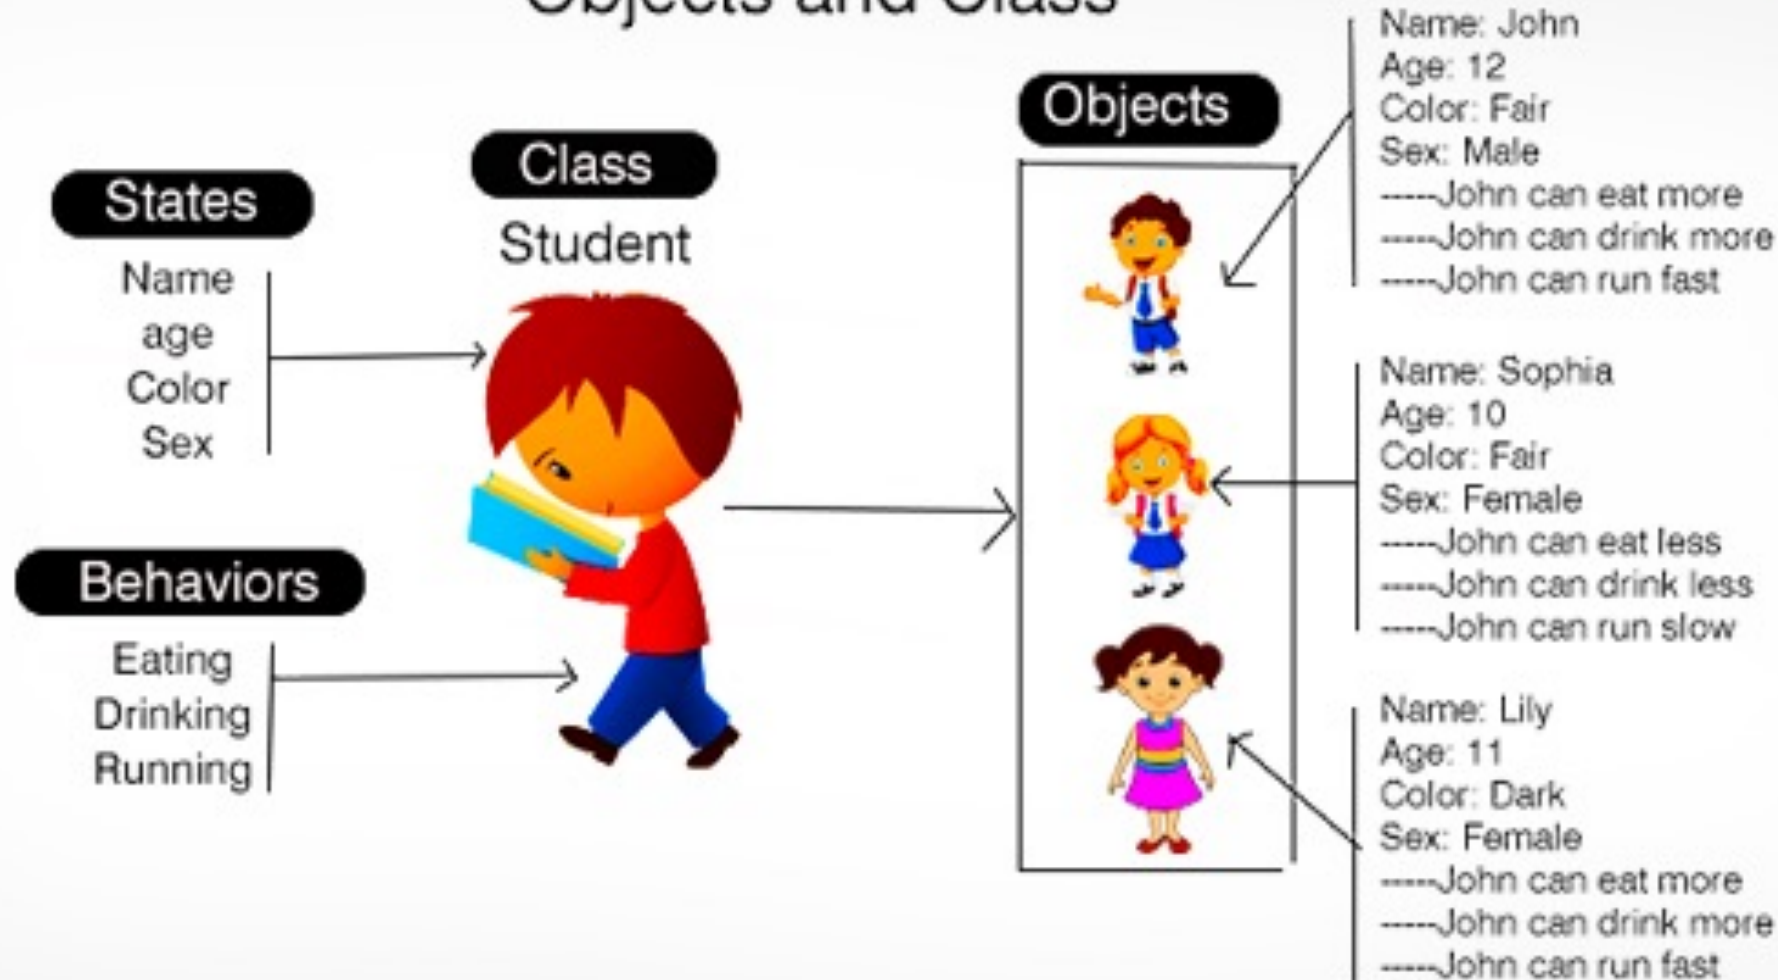 Objects and Class
States
Name
age
Color
Sex
Behaviors
Eating
Drinking
Running
Class
Student
Objects
Name: John
Age: 12
Color: Fair
Sex: Male
-----John can eat more
-----John can drink more
-----John can run fast
Name: Sophia
Age: 10
Color: Fair
Sex: Female
-----John can eat less
-----John can drink less
-----John can run slow
Name: Lily
Age: 11
Color: Dark
Sex: Female
-----John can eat more
-----John can drink more
-----John can run fast